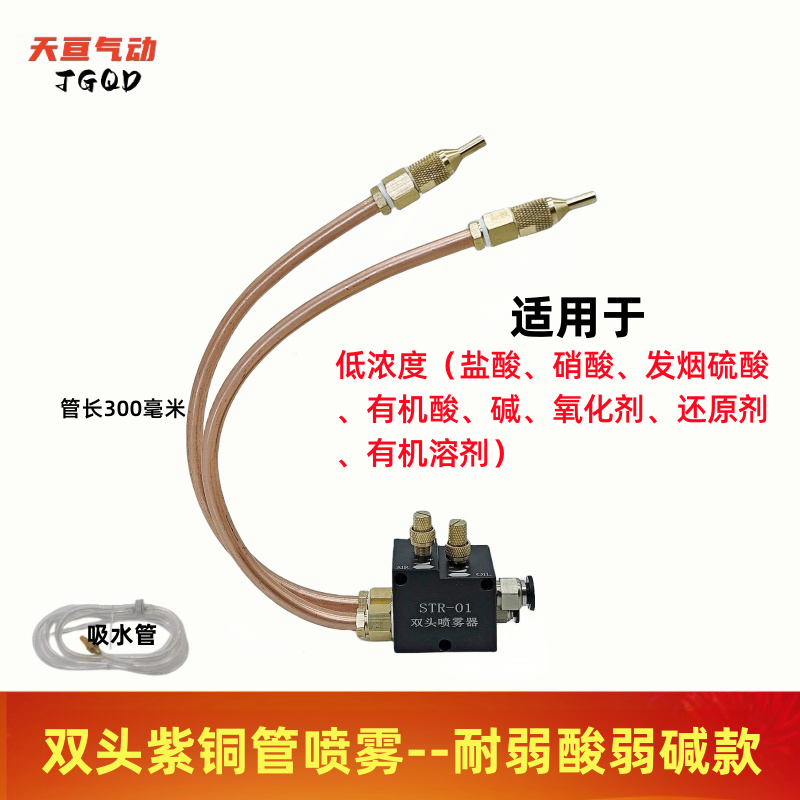 天亘气动
JGQD
适用于
低浓度（盐酸、硝酸、发烟硫酸
、有机酸、碱、氧化剂、还原剂
、有机溶剂）
管长300毫米
AIR
OIL
STR-01
双头喷雾器
吸水管
双头紫铜管喷雾--耐弱酸弱碱款